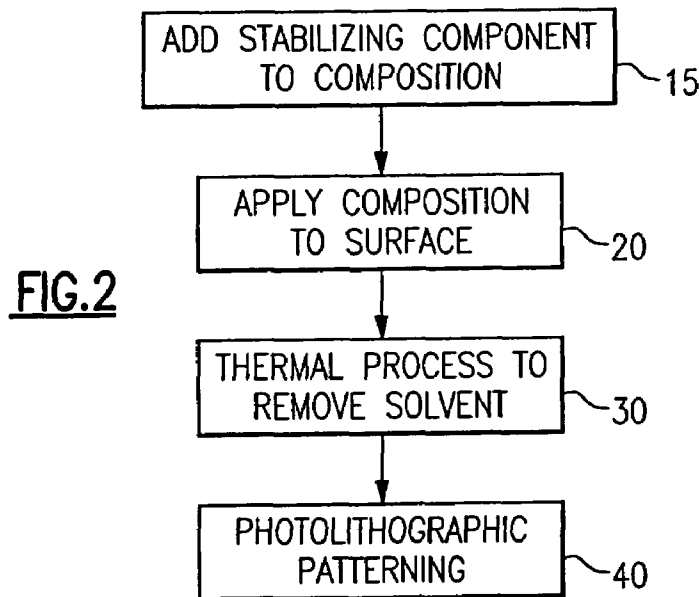 ADD STABILIZING COMPONENT
TO COMPOSITION
15
APPLY COMPOSITION
TO SURFACE
20
FIG.2
THERMAL PROCESS TO
REMOVE SOLVENT
30
PHOTOLITHOGRAPHIC
PATTERNING
40